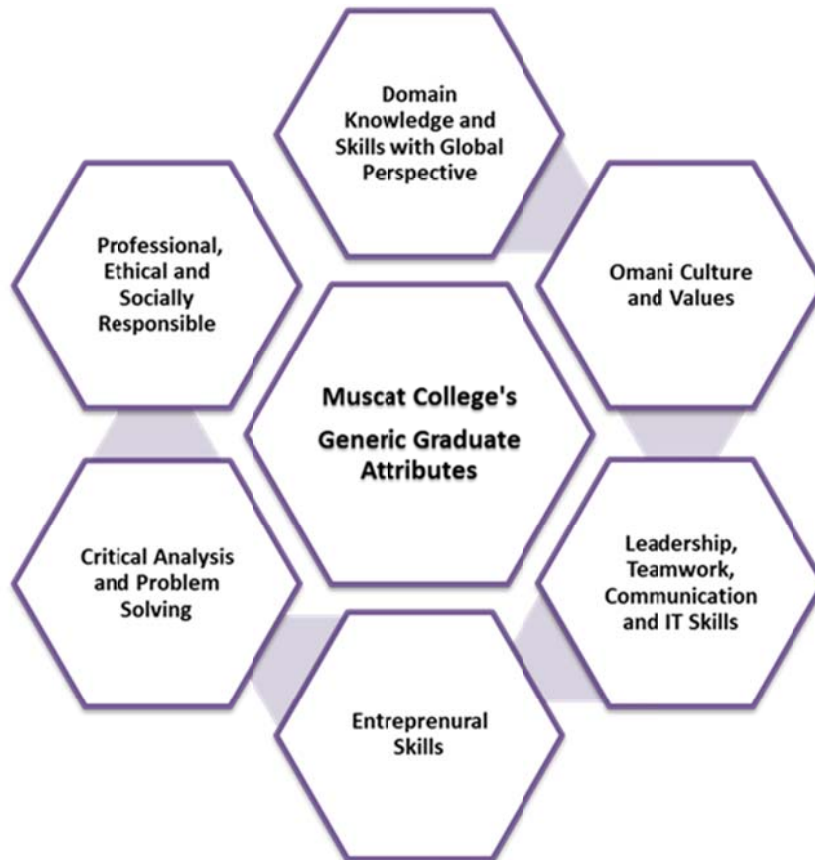 Domain
Knowledge and
Skills with Global
Perspective
Omani Culture
and Values
Leadership,
Teamwork,
Communication
and IT Skills
Entreprenural
Skills
Critical Analysis
and Problem
Solving
Professional,
Ethical and
Socially
Responsible
Muscat College's
Generic Graduate
Attributes